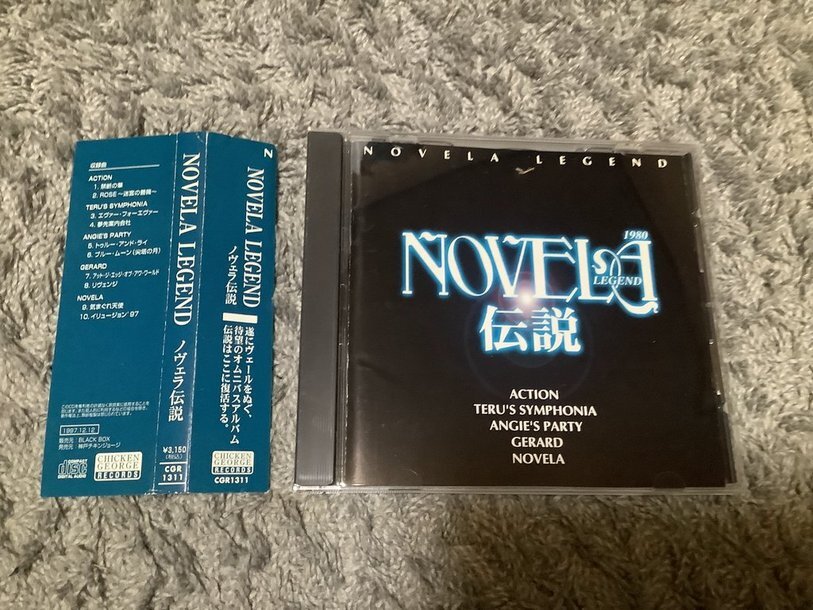 収録曲
ACTION
1. 禁断の華
2. ROSE〜迷宮の薔薇〜
TERU'S SYMPHONIA
3. エヴァー・フォーエヴァー
4. 夢先案内会社
ANGIE'S PARTY
5. トゥルー・アンド・ライ
6. ブルー・ムーン
GERARD
7. アット・ジ・エッジ・オブ・アワ・ワールド
8. リヴェンジ
NOVELA
9. 気まぐれ天使
10. イリュージョン '97
1997.12.12
販売元：BLACK BOX
発売元：神戸チキンジョージ
COMPACT
disc
DIGITAL AUDIO
CHICKEN
GEORGE
RECORDS
NOVELA LEGEND ノヴェラ伝説
¥3,150
(税込)
CGR
1311
N
NOVELA LEGEND
ノヴェラ伝説
遂にヴェールをぬぐ、
待望のオムニバスアルバム
伝説はここに復活する。
CHICKEN
GEORGE
RECORDS
CGR1311
NOVELA LEGEND
1980
NOVELA
LEGEND
伝説
ACTION
TERU'S SYMPHONIA
ANGIE'S PARTY
GERARD
NOVELA